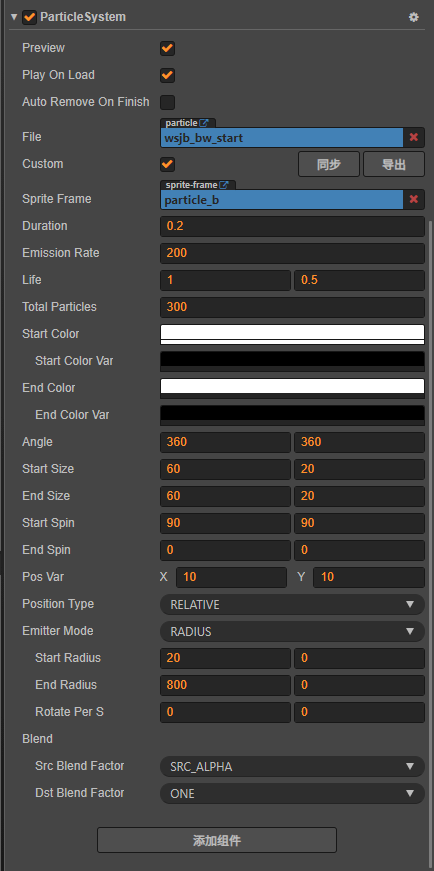 ParticleSystem
Preview
Play On Load
Auto Remove On Finish
particle
File wsjb_bw_start
Custom 同步 导出
sprite-frame
Sprite Frame particle_b
Duration 0.2
Emission Rate 200
Life 1 0.5
Total Particles 300
Start Color
Start Color Var
End Color
End Color Var
Angle 360 360
Start Size 60 20
End Size 60 20
Start Spin 90 90
End Spin 0 0
Pos Var X 10 Y 10
Position Type RELATIVE
Emitter Mode RADIUS
Start Radius 20 0
End Radius 800 0
Rotate Per S 0 0
Blend
Src Blend Factor SRC_ALPHA
Dst Blend Factor ONE
添加组件